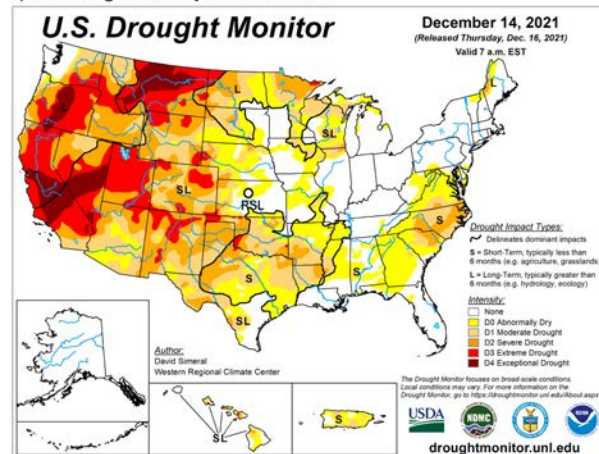 U.S. Drought Monitor
December 14, 2021
(Released Thursday, Dec. 16, 2021)
Valid 7 a.m. EST
L
L
L
SL
SL
RSL
S
S
S
SL
Drought Impact Types:
Delineates dominant impacts
S = Short-Term, typically less than
6 months (e.g. agriculture, grasslands)
L = Long-Term, typically greater than
6 months (e.g. hydrology, ecology)
Intensity:
None
D0 Abnormally Dry
D1 Moderate Drought
D2 Severe Drought
D3 Extreme Drought
D4 Exceptional Drought
Author:
David Simeral
Western Regional Climate Center
SL
S
The Drought Monitor focuses on broad-scale conditions.
Local conditions may vary. For more information on the
Drought Monitor, go to https://droughtmonitor.unl.edu/About.aspx
USDA
NDMC
NOAA
droughtmonitor.unl.edu